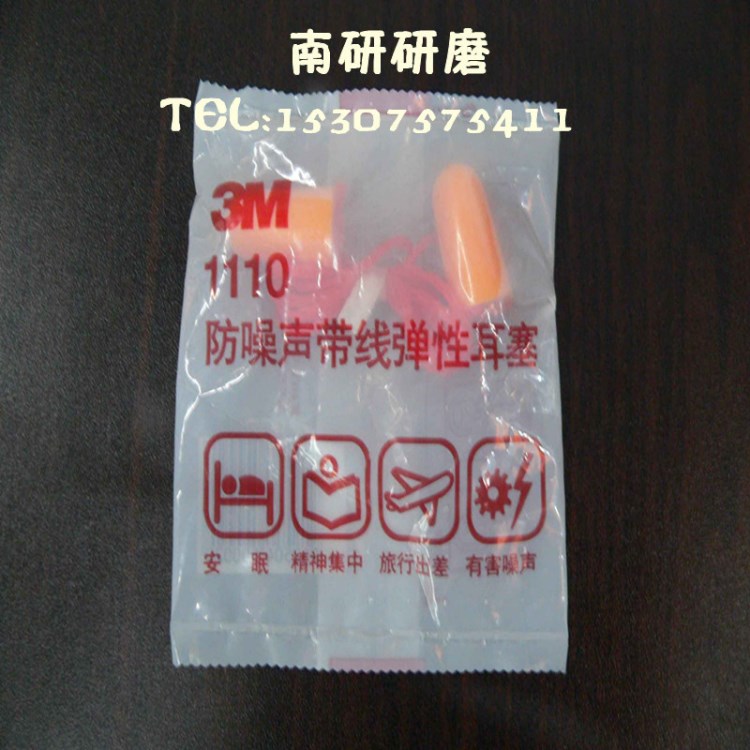 南研研磨
TEL:15307575411
3M
1110
防噪声带线弹性耳塞
安 眠 精神集中 旅行出差 有害噪声